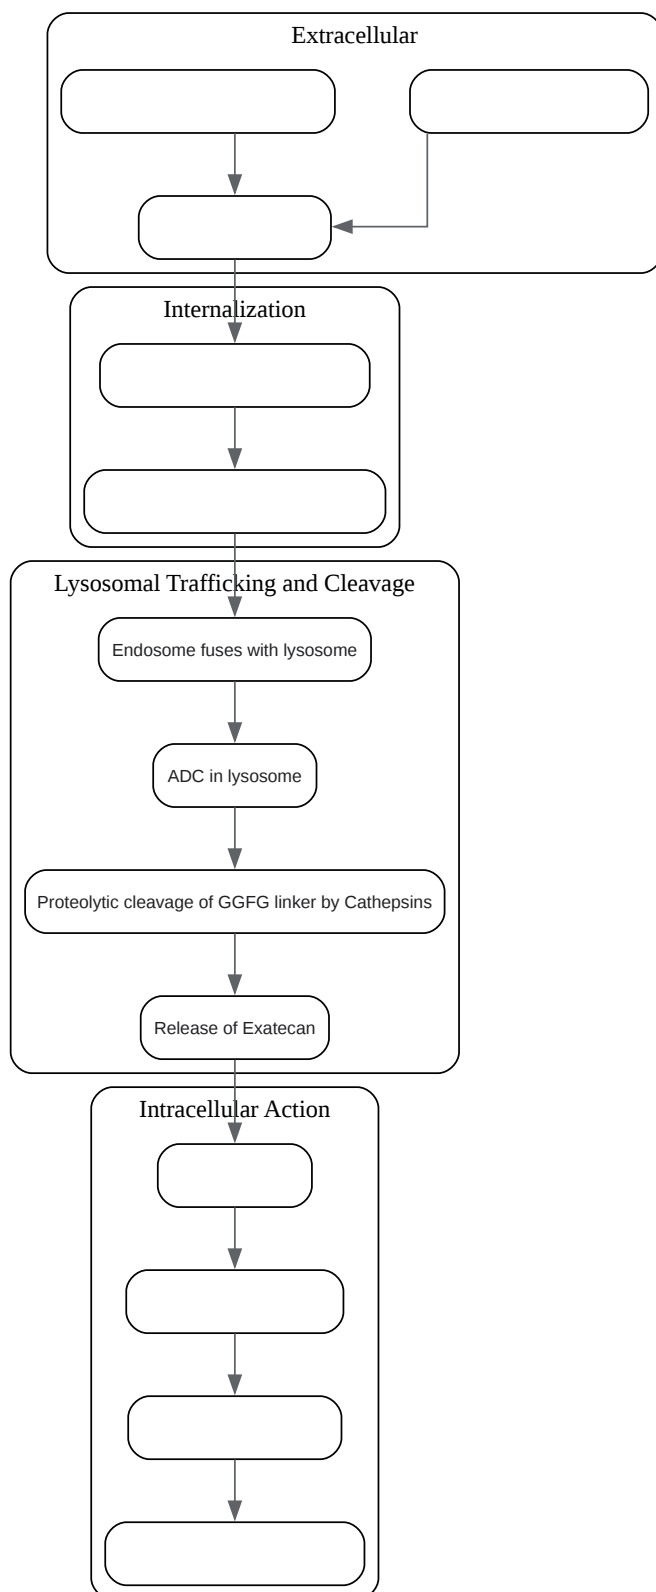 Extracellular
Internalization
Lysosomal Trafficking and Cleavage
Endosome fuses with lysosome
ADC in lysosome
Proteolytic cleavage of GGFG linker by Cathepsins
Release of Exatecan
Intracellular Action